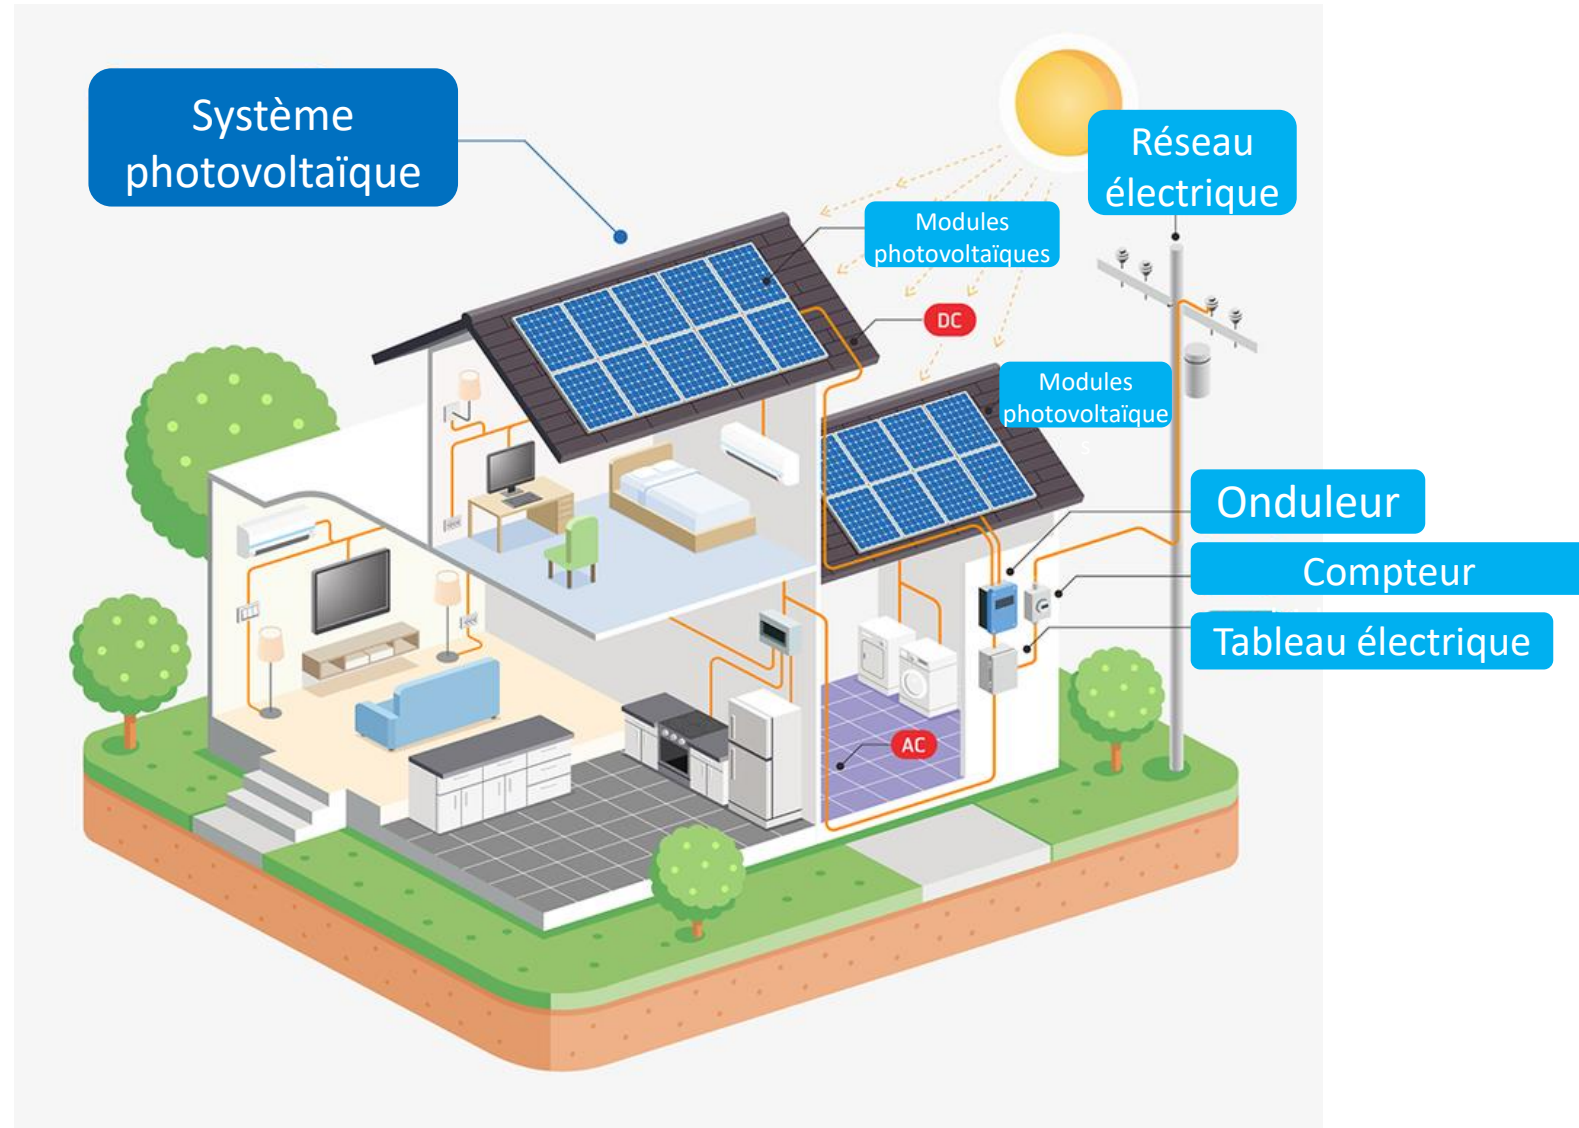 Système
photovoltaïque
Réseau
électrique
Modules
photovoltaïques
DC
Modules
photovoltaïque
s
Onduleur
Compteur
Tableau électrique
AC